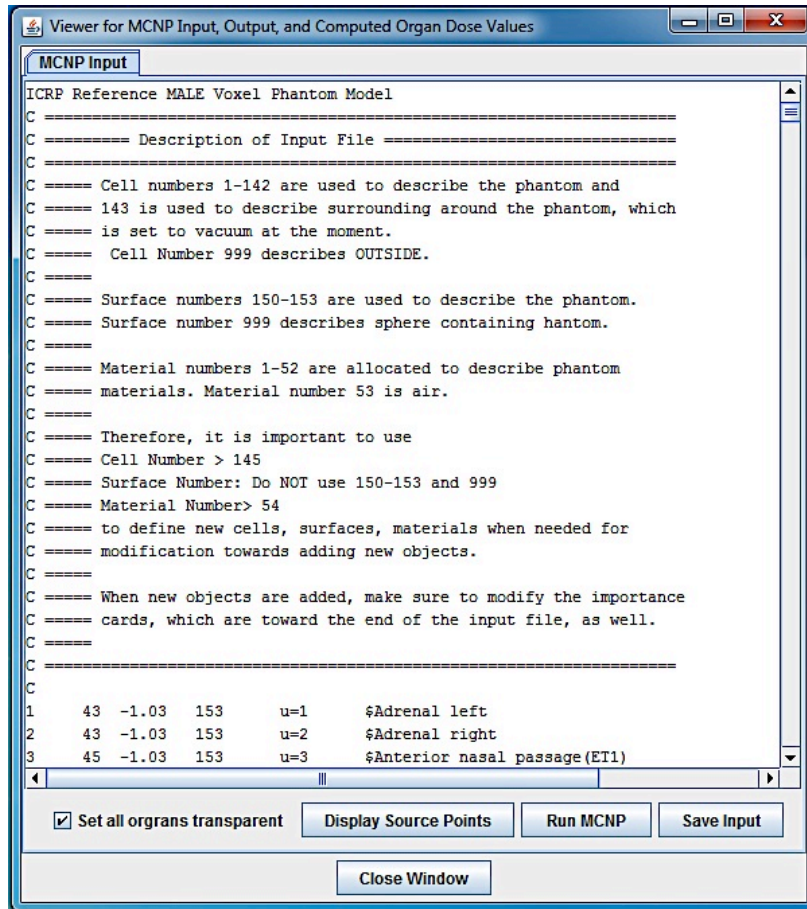 Viewer for MCNP Input, Output, and Computed Organ Dose Values
MCNP Input
ICRP Reference MALE Voxel Phantom Model
C ======================================================================
C ========= Description of Input File ================================
C ======================================================================
C ===== Cell numbers 1-142 are used to describe the phantom and
C ===== 143 is used to describe surrounding around the phantom, which
C ===== is set to vacuum at the moment.
C =====  Cell Number 999 describes OUTSIDE.
C =====
C ===== Surface numbers 150-153 are used to describe the phantom.
C ===== Surface number 999 describes sphere containing hantom.
C =====
C ===== Material numbers 1-52 are allocated to describe phantom
C ===== materials. Material number 53 is air.
C =====
C ===== Therefore, it is important to use
C ===== Cell Number > 145
C ===== Surface Number: Do NOT use 150-153 and 999
C ===== Material Number> 54
C ===== to define new cells, surfaces, materials when needed for
C ===== modification towards adding new objects.
C =====
C ===== When new objects are added, make sure to modify the importance
C ===== cards, which are toward the end of the input file, as well.
C =====
C ======================================================================
C
1     43  -1.03   153      u=1      $Adrenal left
2     43  -1.03   153      u=2      $Adrenal right
3     45  -1.03   153      u=3      $Anterior nasal passage(ET1)
Set all orgrans transparent
Display Source Points
Run MCNP
Save Input
Close Window